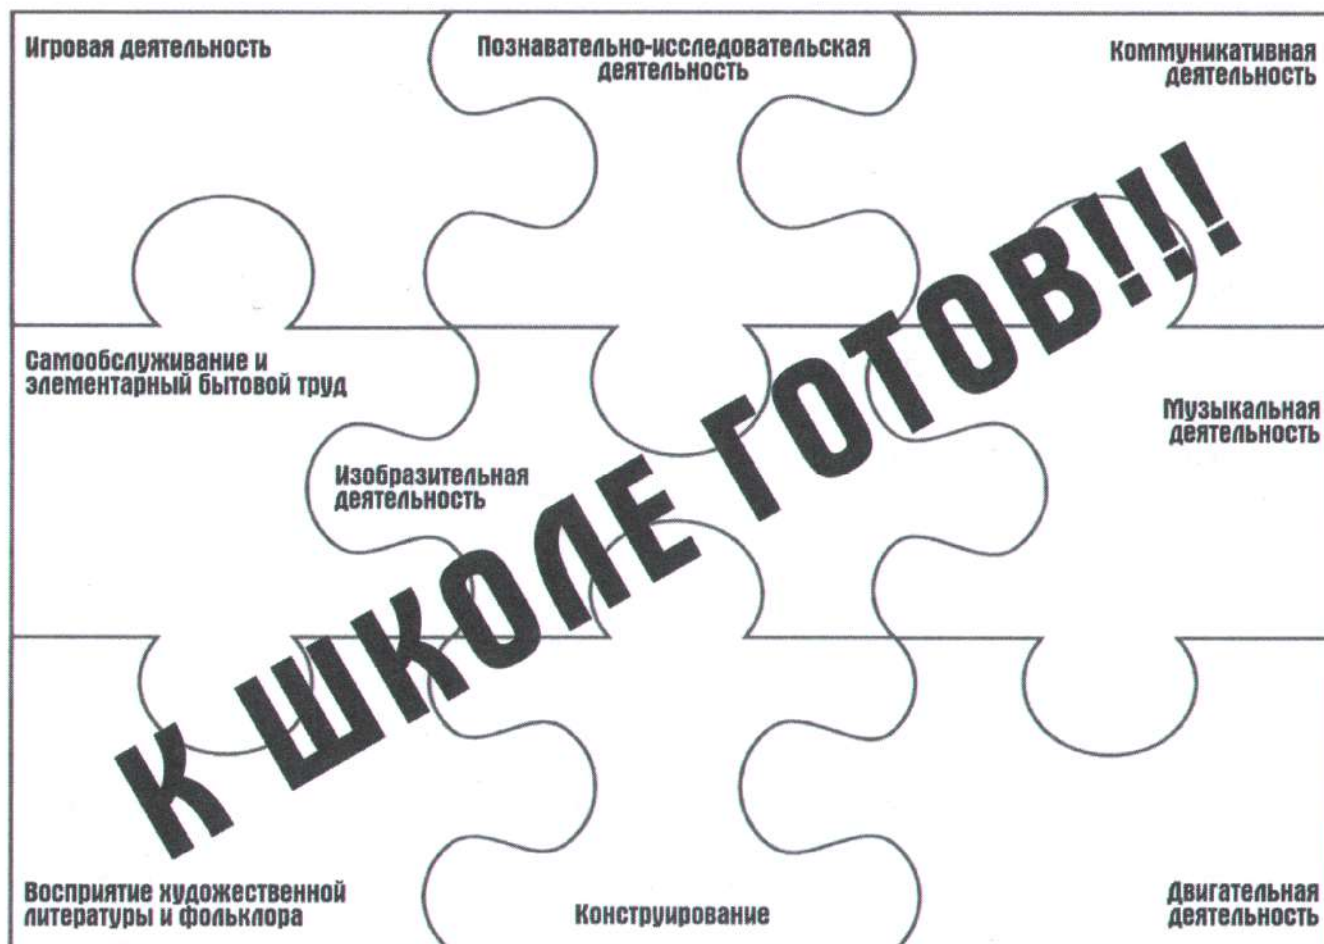 Игровая деятельность
Познавательно-исследовательская
деятельность
Коммуникативная
деятельность
Самообслуживание и
элементарный бытовой труд
Изобразительная
деятельность
Музыкальная
деятельность
К ШКОЛЕ ГОТОВ!!!
Восприятие художественной
литературы и фольклора
Конструирование
Двигательная
деятельность